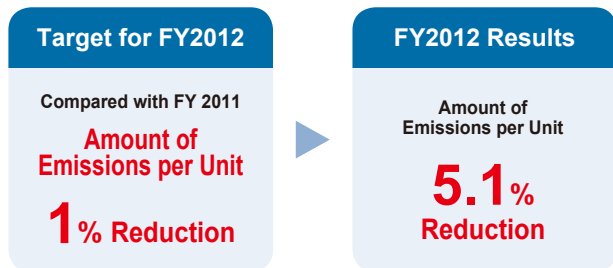 Target for FY2012
Compared with FY 2011
Amount of
Emissions per Unit
1% Reduction
FY2012 Results
Amount of
Emissions per Unit
5.1%
Reduction